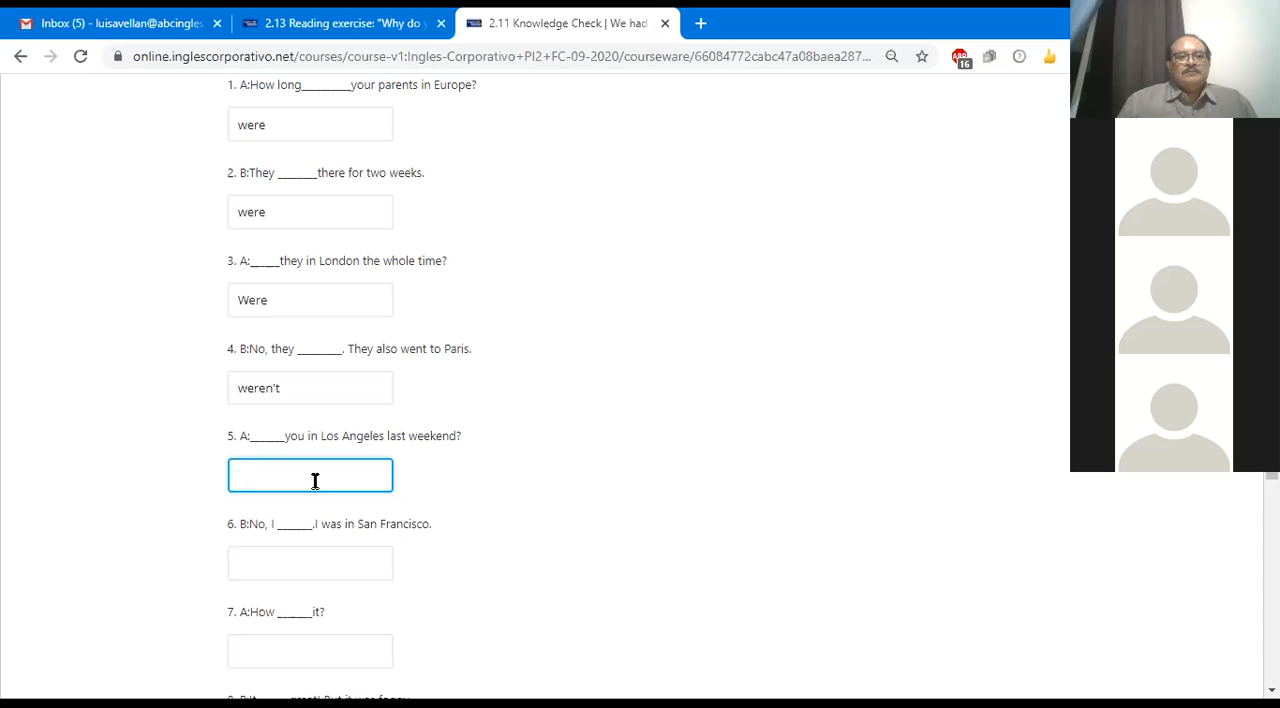 Inbox (5) - luisavellan@abcingles
2.13 Reading exercise: "Why do y
2.11 Knowledge Check | We had
online.inglescorporativo.net/courses/course-v1:Ingles-Corporativo+PI2+FC-09-2020/courseware/66084772cabc47a08baea287...
16
1. A:How long_________your parents in Europe?
were
2. B:They _______there for two weeks.
were
3. A:_____they in London the whole time?
Were
4. B:No, they ________. They also went to Paris.
weren't
5. A:______you in Los Angeles last weekend?
6. B:No, I ______.I was in San Francisco.
7. A:How ______it?